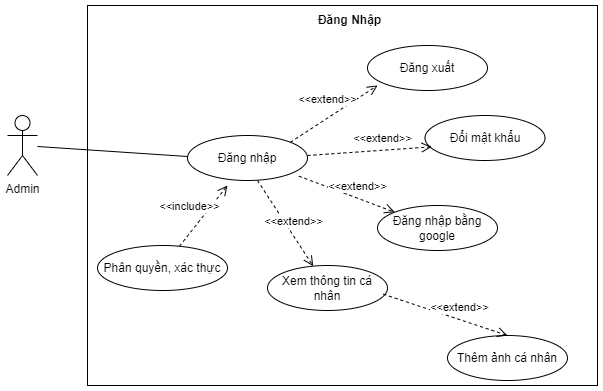 Đăng Nhập
Đăng xuất
<<extend>>
Đổi mật khẩu
<<extend>>
Đăng nhập
Admin
<<extend>>
<<include>>
<<extend>>
Đăng nhập bằng
google
Phân quyền, xác thực
Xem thông tin cá
nhân
<<extend>>
Thêm ảnh cá nhân